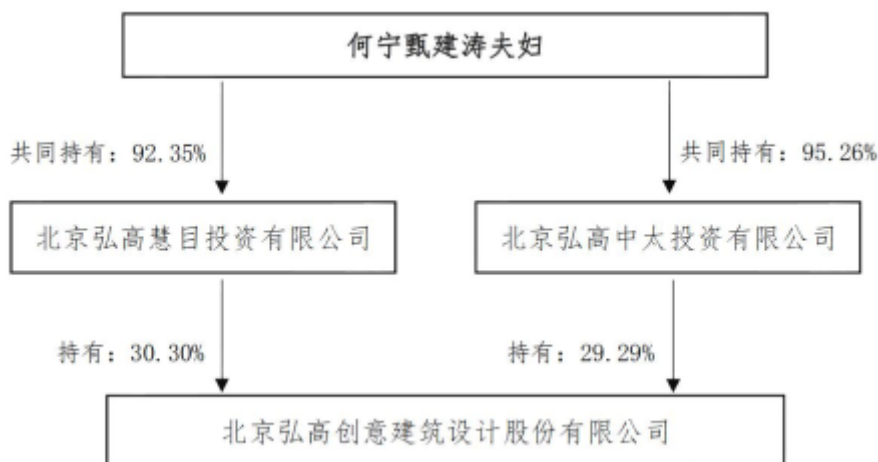 何宁甄建涛夫妇
共同持有：92.35%
共同持有：95.26%
北京弘高慧目投资有限公司
北京弘高中太投资有限公司
持有：30.30%
持有：29.29%
北京弘高创意建筑设计股份有限公司